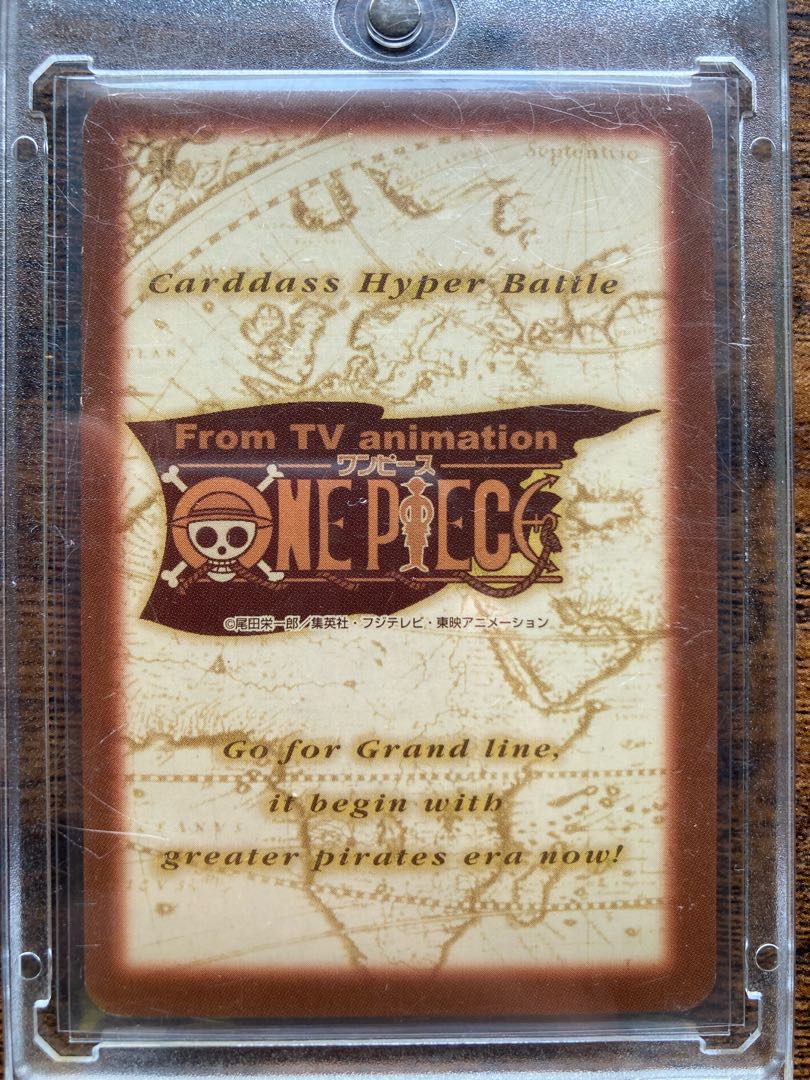 Septentrio
Carddass Hyper Battle
From TV animation
ワンピース
ONE PIECE
©尾田栄一郎／集英社・フジテレビ・東映アニメーション
Go for Grand line,
it begin with
greater pirates era now!